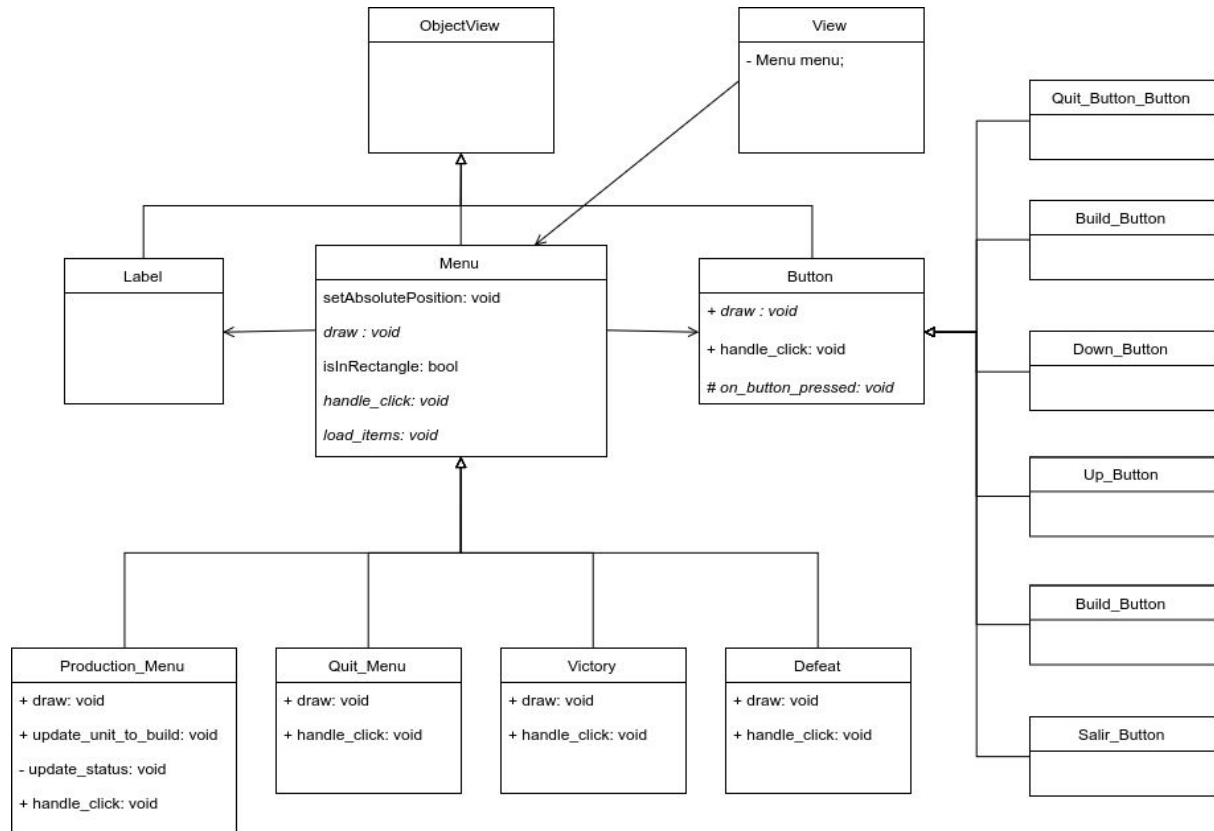 ObjectView
View
- Menu menu;
Quit_Button_Button
Build_Button
Label
Menu
setAbsolutePosition: void
draw : void
isInRectangle: bool
handle_click: void
load_items: void
Button
+ draw : void
+ handle_click: void
# on_button_pressed: void
Down_Button
Up_Button
Build_Button
Salir_Button
Production_Menu
+ draw: void
+ update_unit_to_build: void
- update_status: void
+ handle_click: void
Quit_Menu
+ draw: void
+ handle_click: void
Victory
+ draw: void
+ handle_click: void
Defeat
+ draw: void
+ handle_click: void